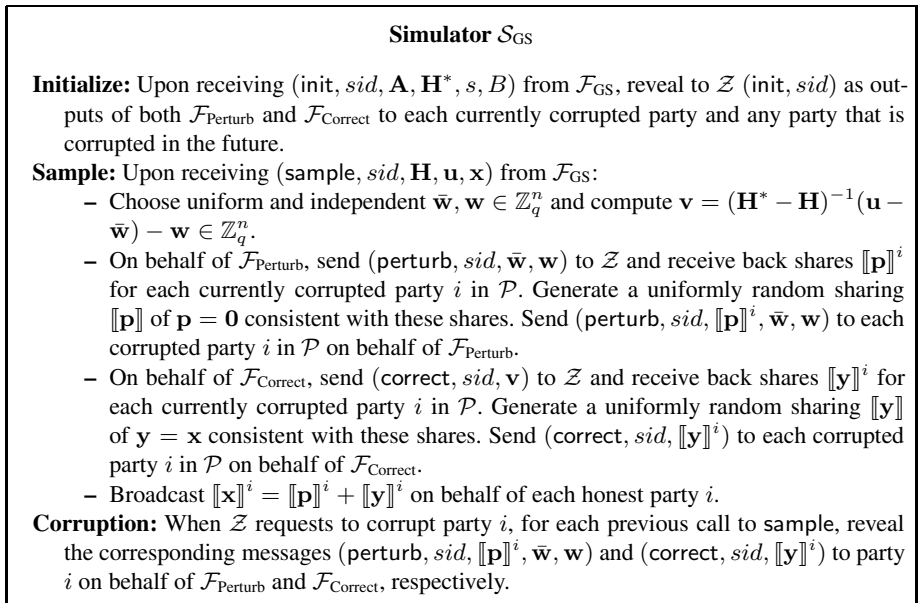 Simulator 𝒮_GS
Initialize: Upon receiving (init, sid, A, H*, s, B) from ℱ_GS, reveal to 𝒵 (init, sid) as out-
puts of both ℱ_Perturb and ℱ_Correct to each currently corrupted party and any party that is
corrupted in the future.
Sample: Upon receiving (sample, sid, H, u, x) from ℱ_GS:
– Choose uniform and independent w̄, w ∈ ℤ_q^n and compute v = (H* − H)^−1(u −
w̄) − w ∈ ℤ_q^n.
– On behalf of ℱ_Perturb, send (perturb, sid, w̄, w) to 𝒵 and receive back shares ⟦p⟧^i
for each currently corrupted party i in 𝒫. Generate a uniformly random sharing
⟦p⟧ of p = 0 consistent with these shares. Send (perturb, sid, ⟦p⟧^i, w̄, w) to each
corrupted party i in 𝒫 on behalf of ℱ_Perturb.
– On behalf of ℱ_Correct, send (correct, sid, v) to 𝒵 and receive back shares ⟦y⟧^i for
each currently corrupted party i in 𝒫. Generate a uniformly random sharing ⟦y⟧
of y = x consistent with these shares. Send (correct, sid, ⟦y⟧^i) to each corrupted
party i in 𝒫 on behalf of ℱ_Correct.
– Broadcast ⟦x⟧^i = ⟦p⟧^i + ⟦y⟧^i on behalf of each honest party i.
Corruption: When 𝒵 requests to corrupt party i, for each previous call to sample, reveal
the corresponding messages (perturb, sid, ⟦p⟧^i, w̄, w) and (correct, sid, ⟦y⟧^i) to party
i on behalf of ℱ_Perturb and ℱ_Correct, respectively.